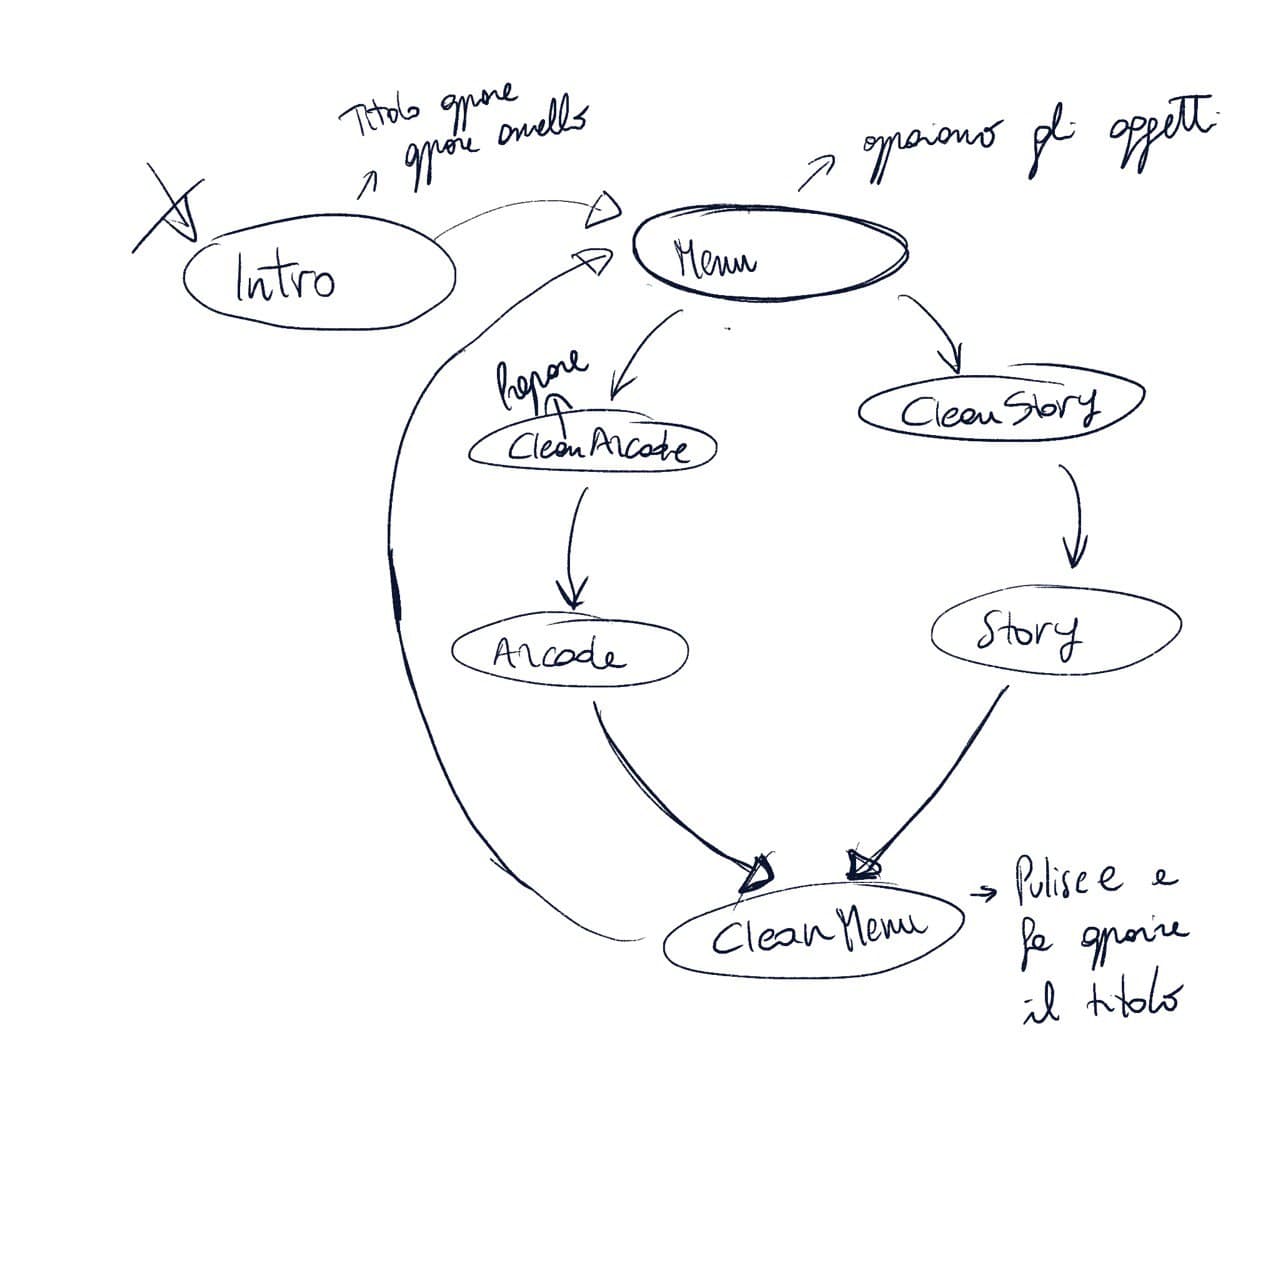 Titolo appare
appare anello
appaiono gli oggetti
Intro
Menu
Prepare
CleanArcade
CleanStory
Arcade
Story
CleanMenu
Pulisce e
fa apparire
il titolo